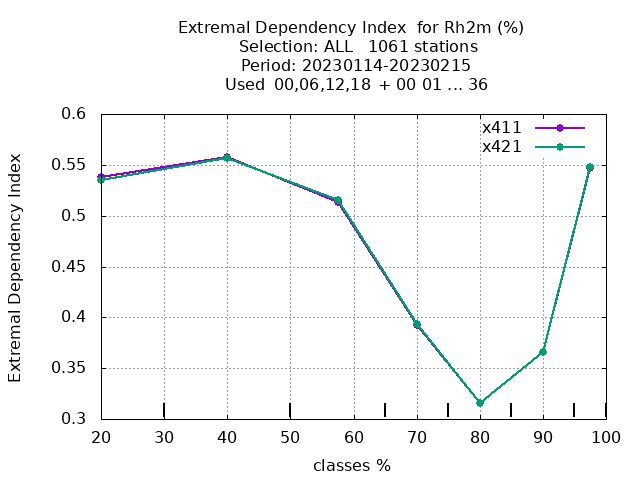 Extremal Dependency Index  for Rh2m (%)
Selection: ALL   1061 stations
Period: 20230114-20230215
Used  00,06,12,18  + 00 01 ... 36
x411
x421
Extremal Dependency Index
0.6
0.55
0.5
0.45
0.4
0.35
0.3
20 30 40 50 60 70 80 90 100
classes %